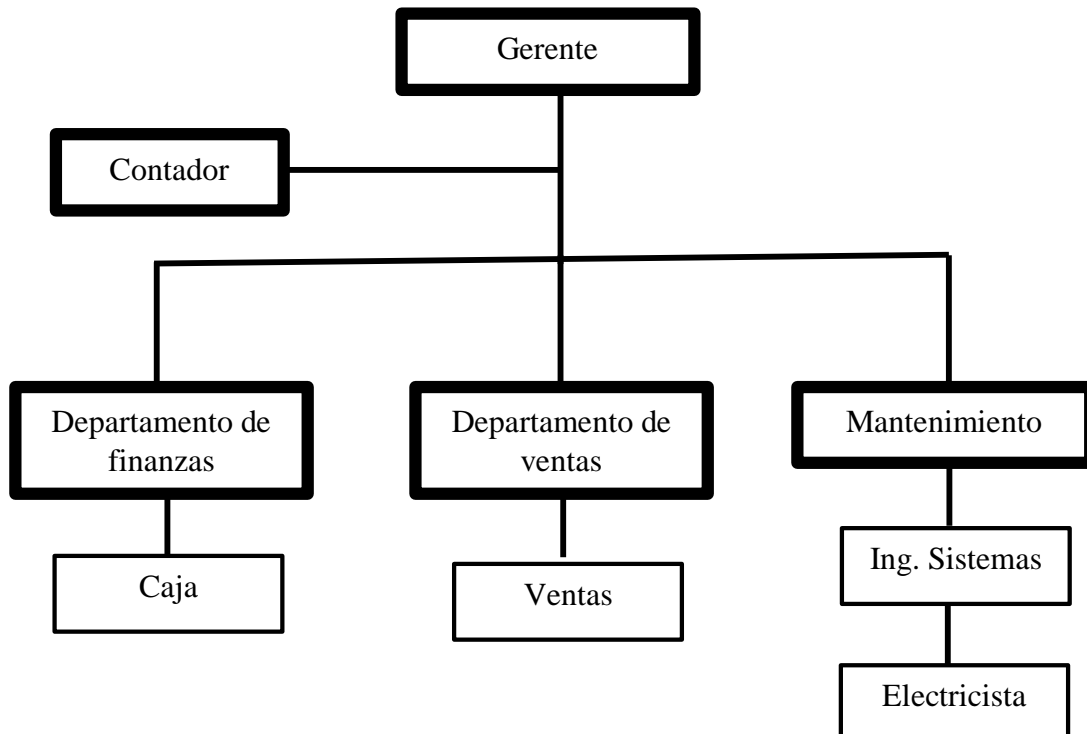 Gerente
Contador
Departamento de
finanzas
Departamento de
ventas
Mantenimiento
Caja
Ventas
Ing. Sistemas
Electricista